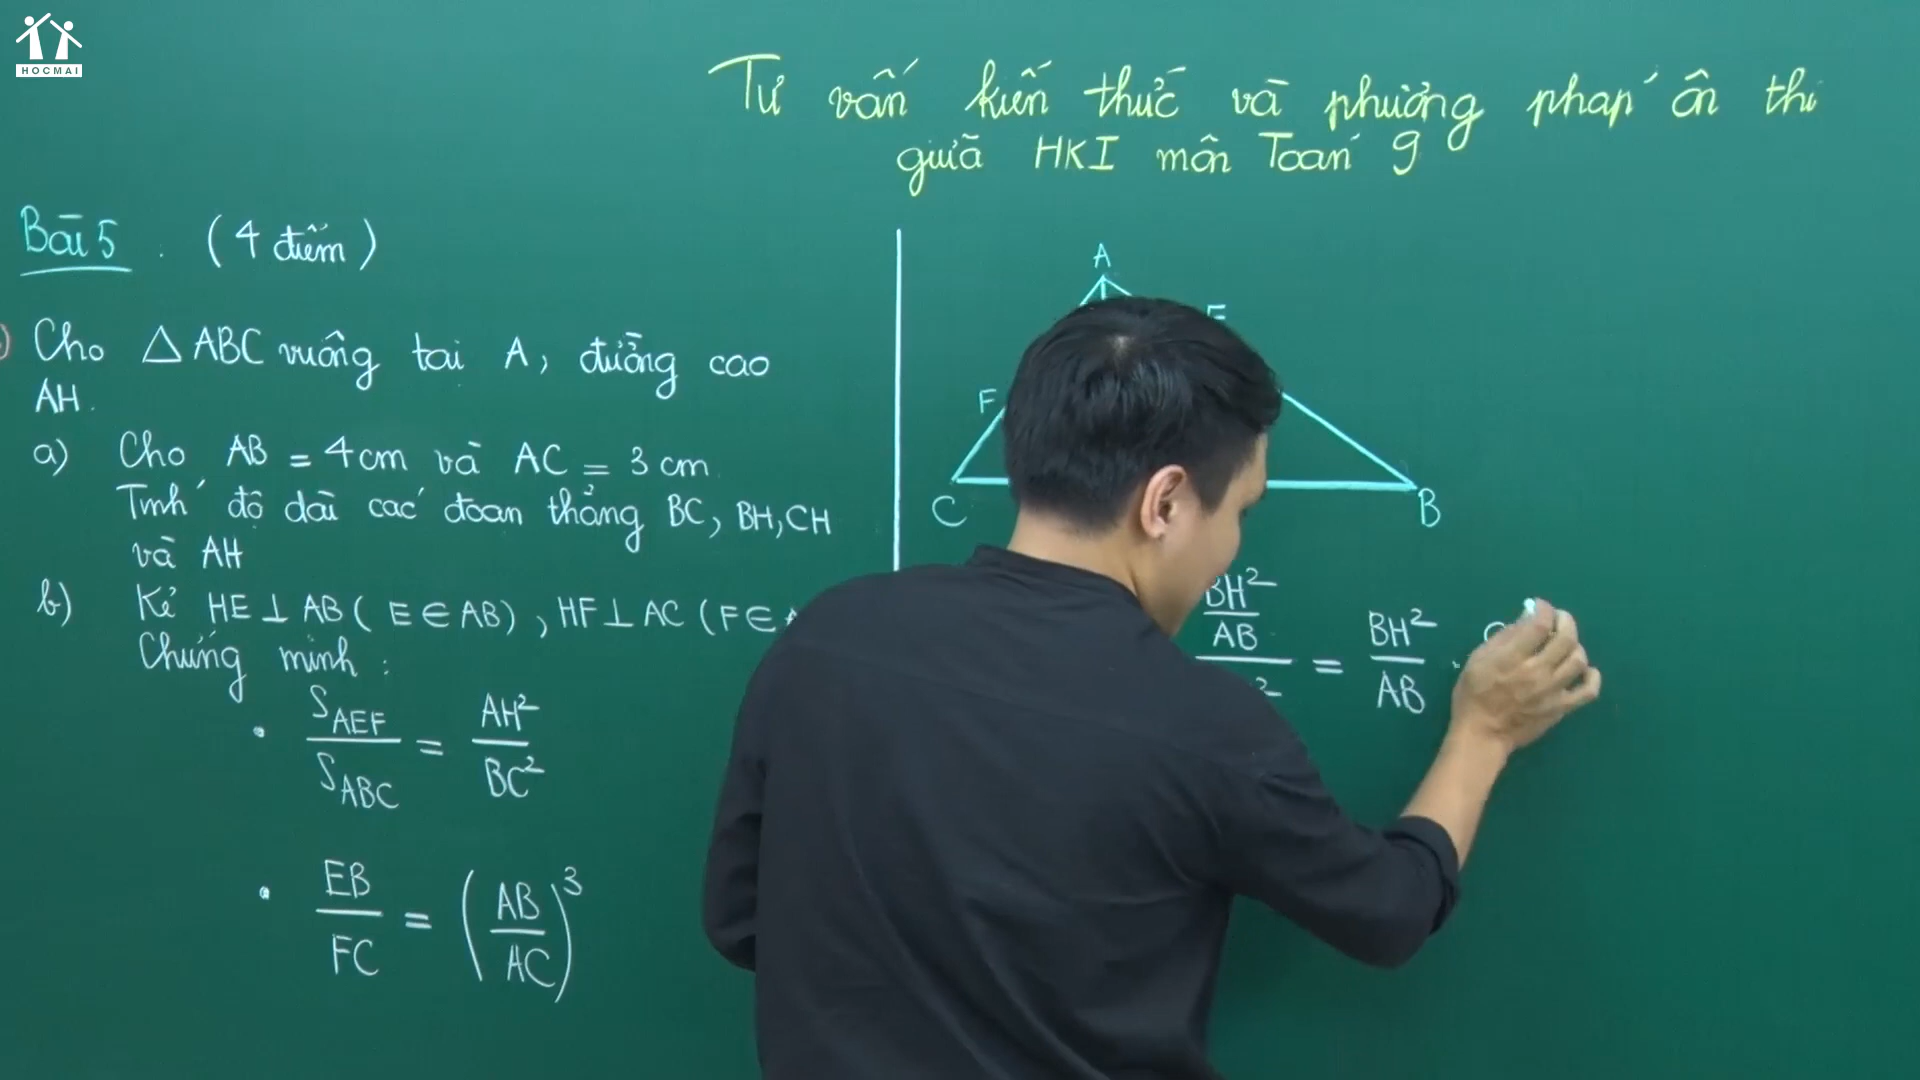 HOCMAI
Tư vấn kiến thức và phương pháp ôn thi
giữa HKI môn Toán 9
Bài 5 : (4 điểm)
Cho △ABC vuông tại A, đường cao
AH.
a) Cho AB = 4cm và AC = 3cm
Tính độ dài các đoạn thẳng BC, BH, CH
và AH
b) Kẻ HE ⊥ AB (E ∈ AB), HF ⊥ AC (F ∈
Chứng minh :
• S_AEF / S_ABC = AH² / BC²
• EB / FC = (AB / AC)³
A
E
F
C
B
BH² / AB
= BH² / AB .